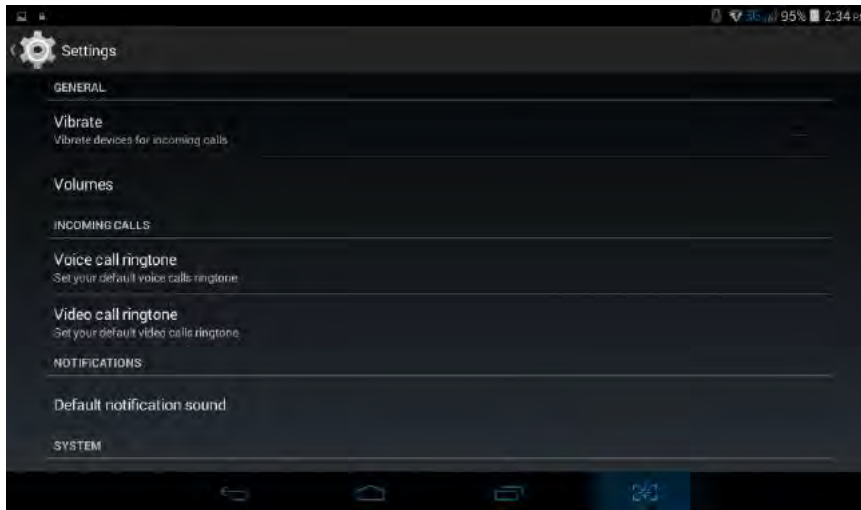 3G 95% 2:34 P
Settings
GENERAL
Vibrate
Vibrate devices for incoming calls
Volumes
INCOMING CALLS
Voice call ringtone
Set your default voice calls ringtone
Video call ringtone
Set your default video calls ringtone
NOTIFICATIONS
Default notification sound
SYSTEM